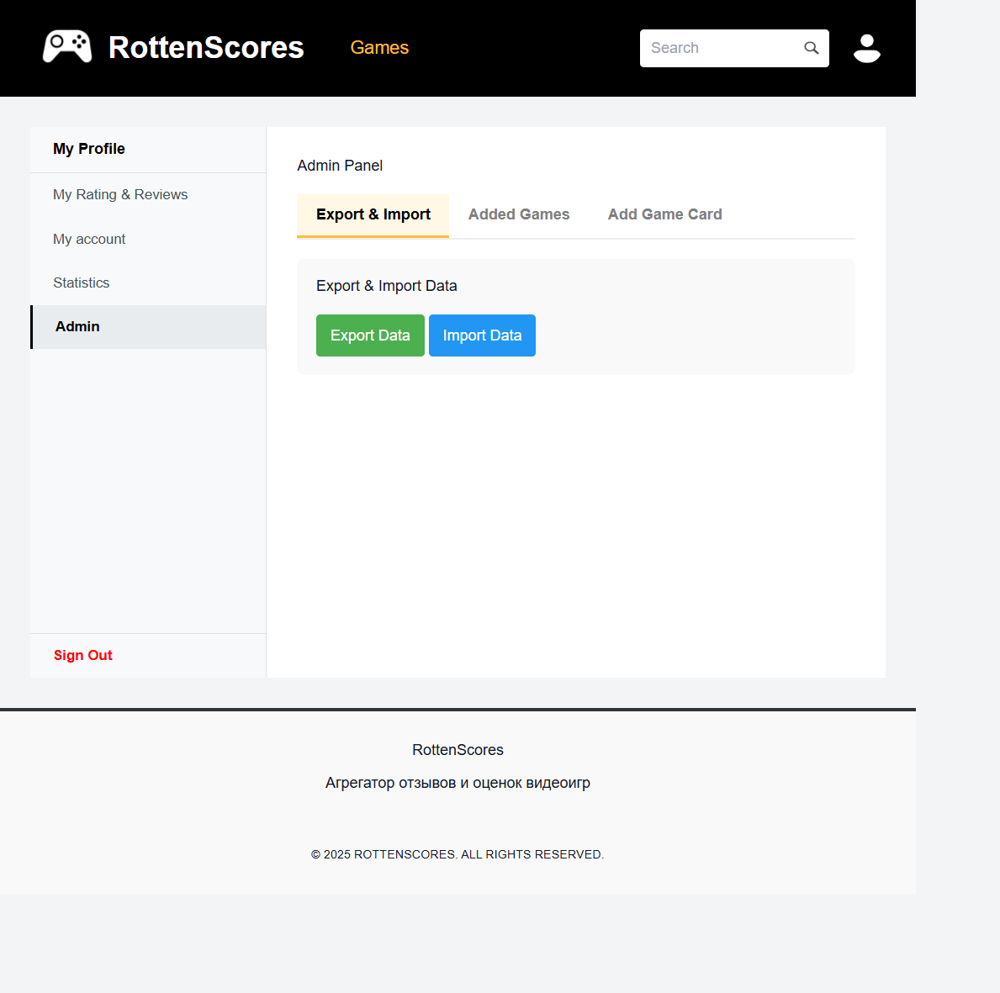 RottenScores
Games
Search
My Profile
My Rating & Reviews
My account
Statistics
Admin
Sign Out
Admin Panel
Export & Import
Added Games
Add Game Card
Export & Import Data
Export Data
Import Data
RottenScores
Агрегатор отзывов и оценок видеоигр
© 2025 ROTTENSCORES. ALL RIGHTS RESERVED.